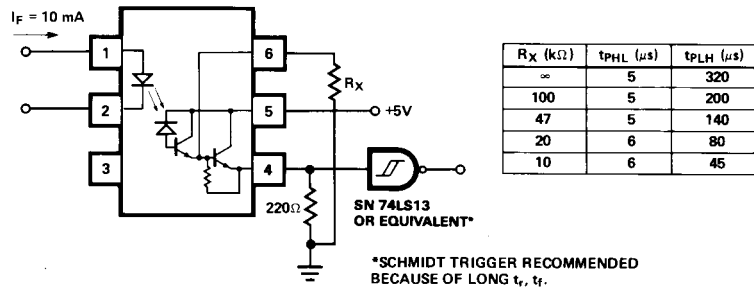 I_F = 10 mA
1
2
3
6
5
4
R_X
+5V
220Ω
SN 74LS13
OR EQUIVALENT*
*SCHMIDT TRIGGER RECOMMENDED
BECAUSE OF LONG t_r, t_f.
R_X (kΩ) t_PHL (μs) t_PLH (μs)
∞ 5 320
100 5 200
47 5 140
20 6 80
10 6 45